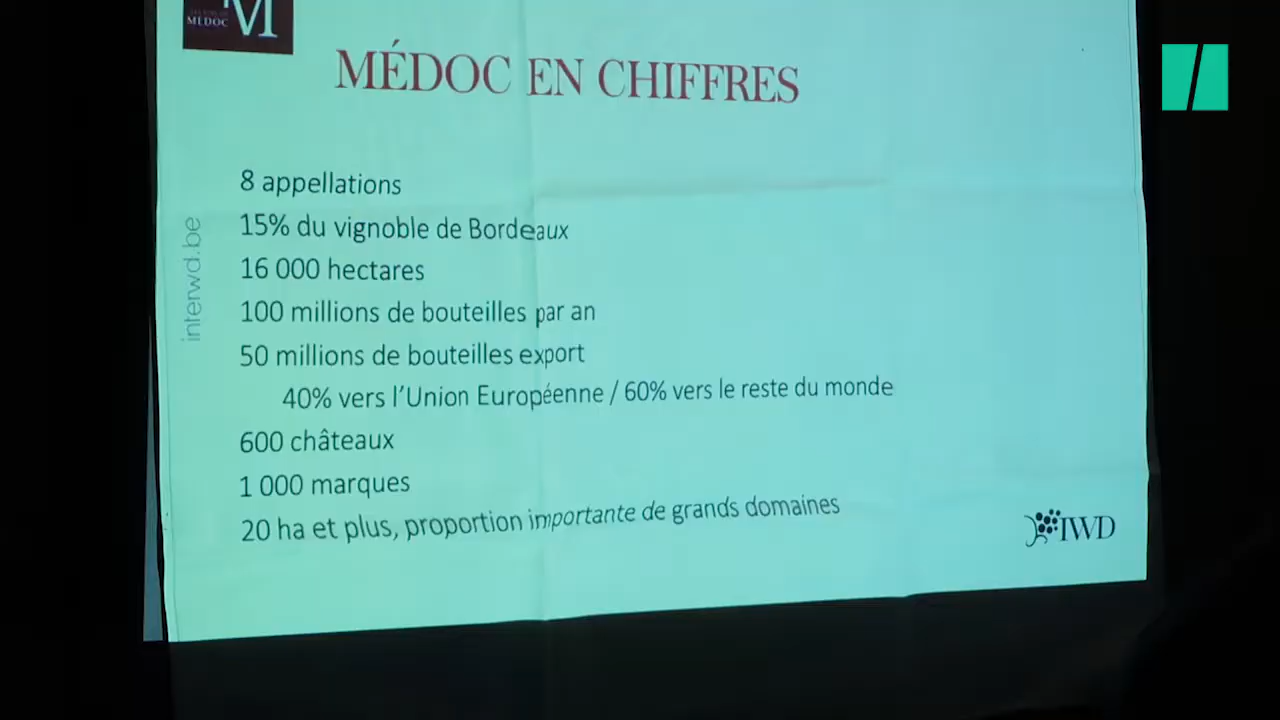 MÉDOC
M
MÉDOC EN CHIFFRES
8 appellations
15% du vignoble de Bordeaux
16 000 hectares
100 millions de bouteilles par an
50 millions de bouteilles export
40% vers l'Union Européenne / 60% vers le reste du monde
600 châteaux
1 000 marques
20 ha et plus, proportion importante de grands domaines
interwd.be
IWD